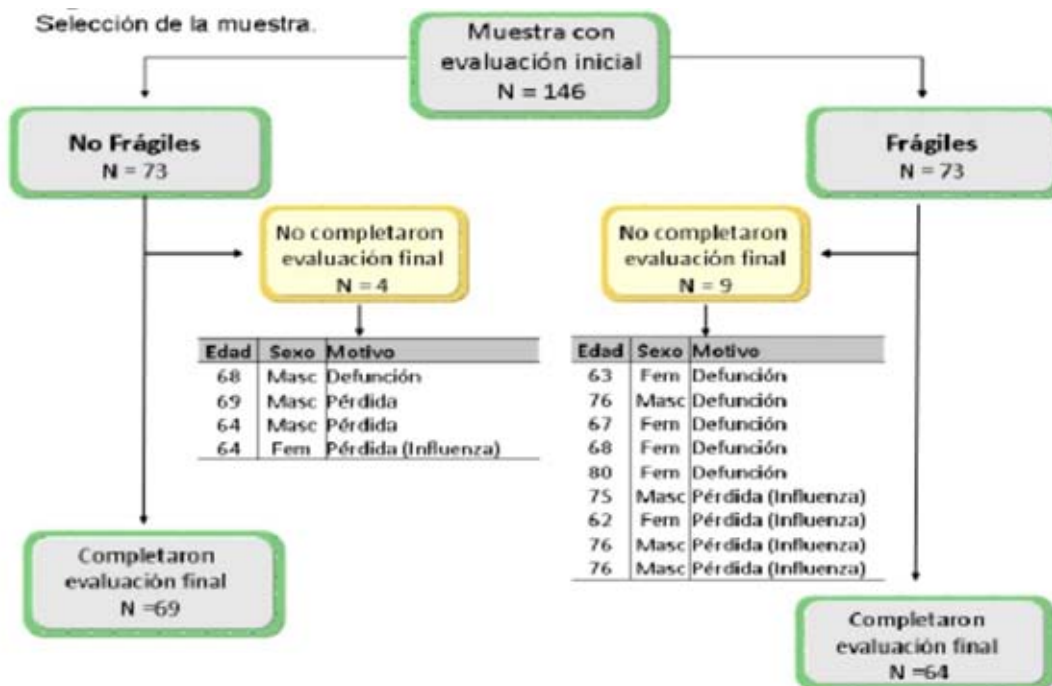 Selección de la muestra.
Muestra con
evaluación inicial
N = 146
No Frágiles
N = 73
Frágiles
N = 73
No completaron
evaluación final
N = 4
No completaron
evaluación final
N = 9
Edad Sexo Motivo
68 Masc Defunción
69 Masc Pérdida
64 Masc Pérdida
64 Fem Pérdida (Influenza)
Edad Sexo Motivo
63 Fem Defunción
76 Masc Defunción
67 Fem Defunción
68 Fem Defunción
80 Fem Defunción
75 Masc Pérdida (Influenza)
62 Fem Pérdida (Influenza)
76 Masc Pérdida (Influenza)
76 Masc Pérdida (Influenza)
Completaron
evaluación final
N =69
Completaron
evaluación final
N =64